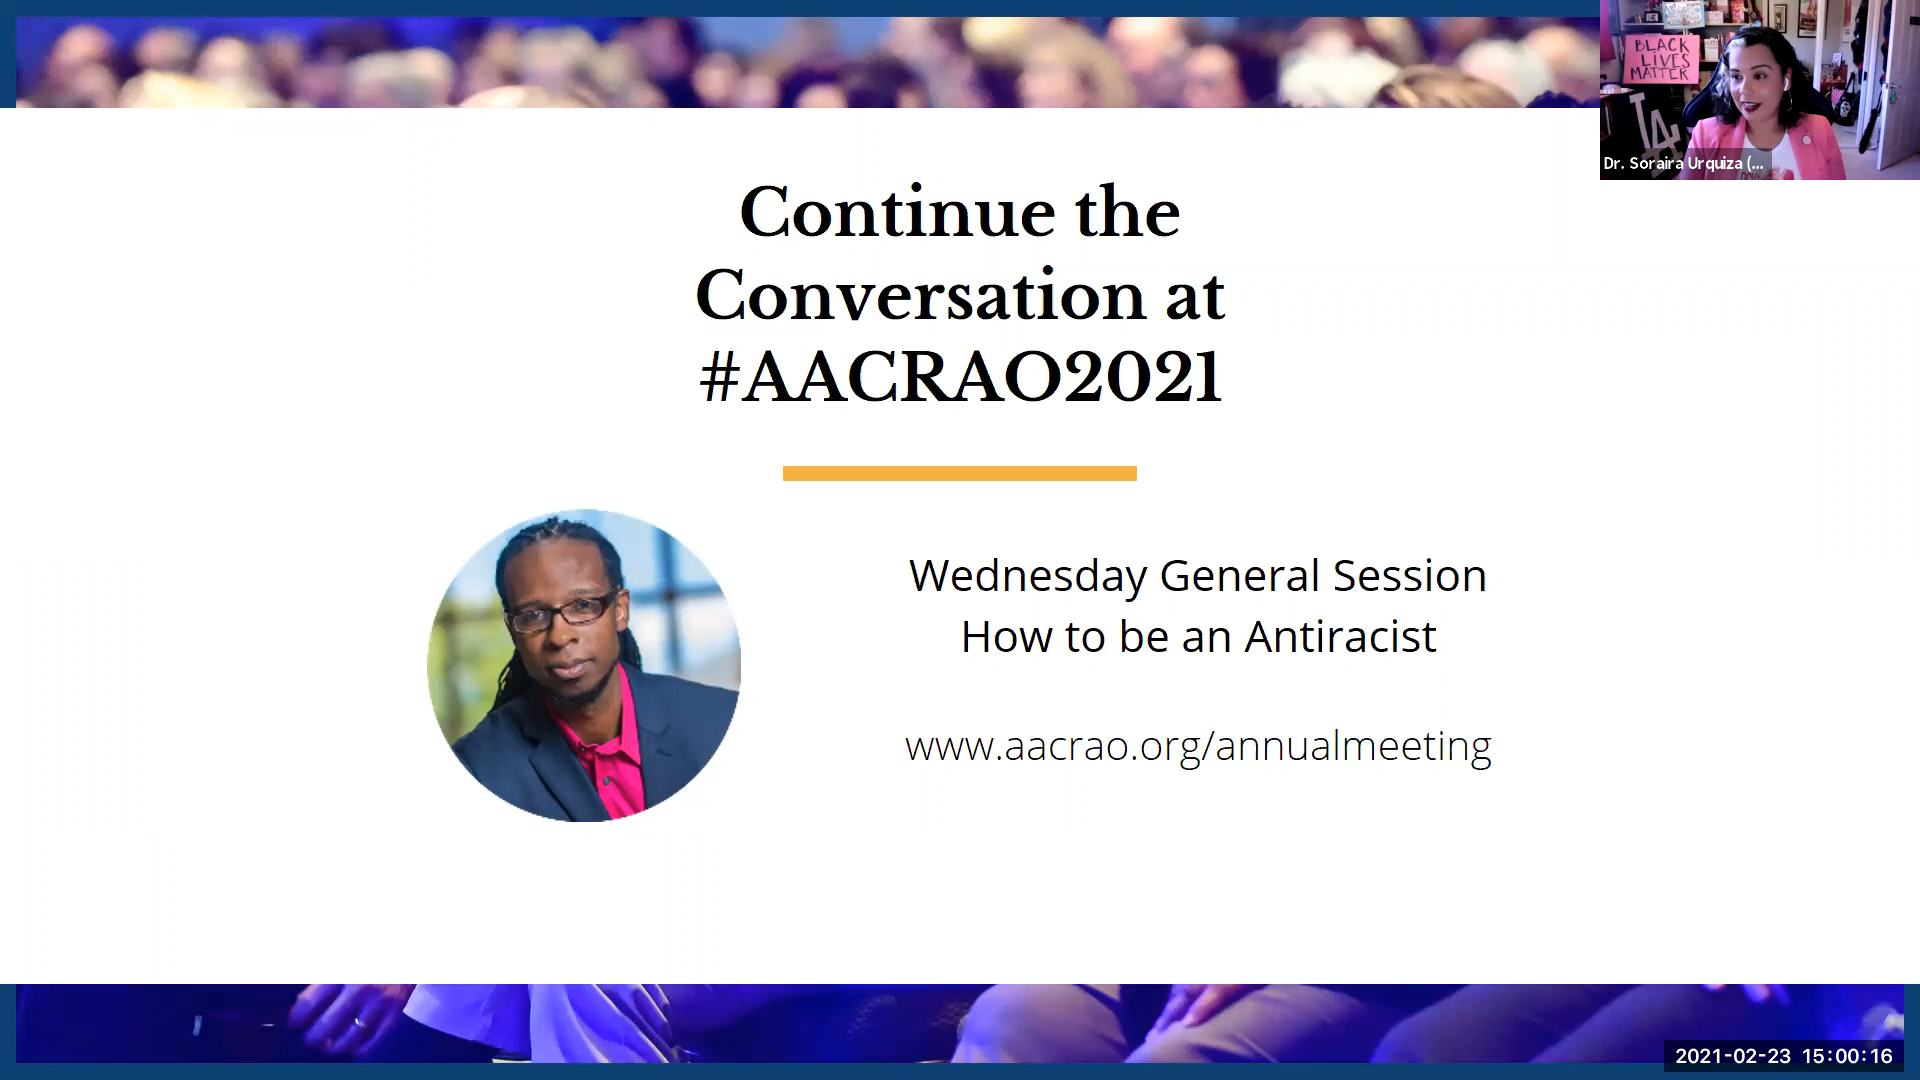 BLACK
LIVES
MATTER
LA
Dr. Soraira Urquiza (...
Continue the
Conversation at
#AACRAO2021
Wednesday General Session
How to be an Antiracist
www.aacrao.org/annualmeeting
2021-02-23 15:00:16